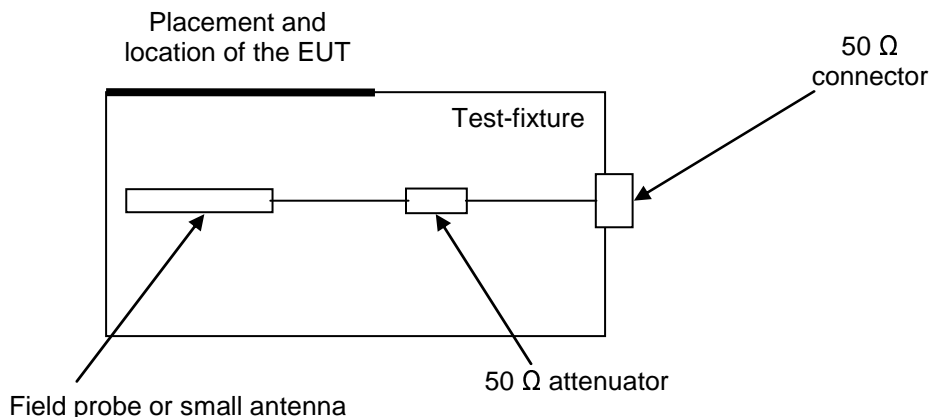 Placement and
location of the EUT
50 Ω
connector
Test-fixture
50 Ω attenuator
Field probe or small antenna